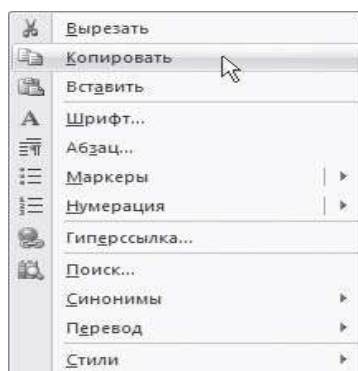 Вырезать
Копировать
Вставить
Шрифт...
Абзац...
Маркеры
Нумерация
Гиперссылка...
Поиск...
Синонимы
Перевод
Стили